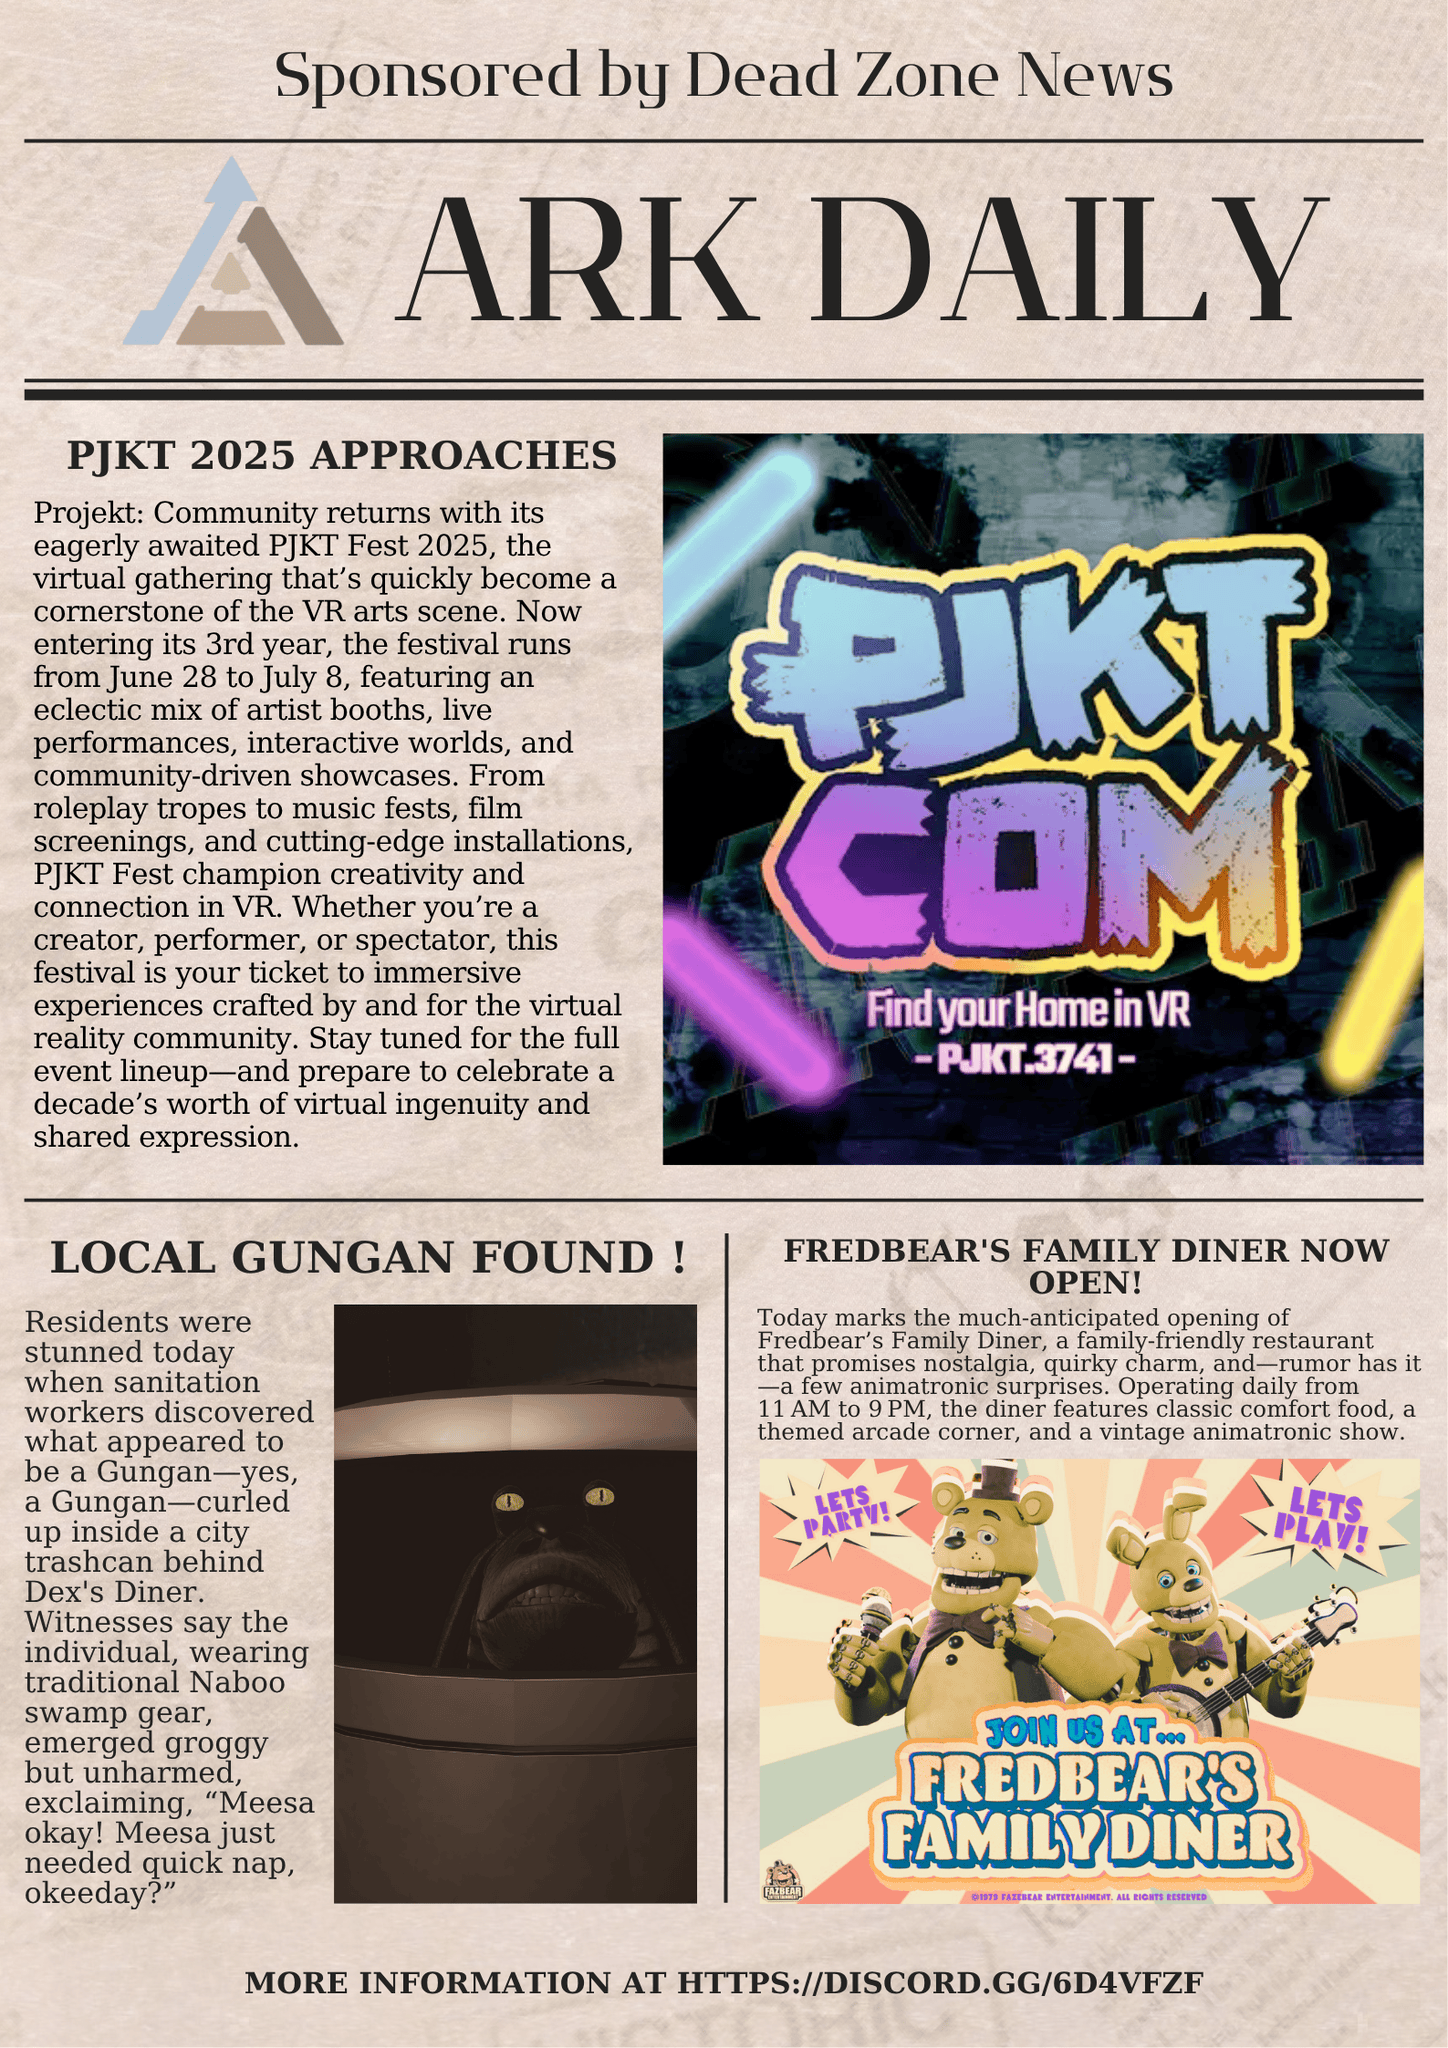 Sponsored by Dead Zone News
ARK DAILY
PJKT 2025 APPROACHES
Projekt: Community returns with its
eagerly awaited PJKT Fest 2025, the
virtual gathering that’s quickly become a
cornerstone of the VR arts scene. Now
entering its 3rd year, the festival runs
from June 28 to July 8, featuring an
eclectic mix of artist booths, live
performances, interactive worlds, and
community-driven showcases. From
roleplay tropes to music fests, film
screenings, and cutting-edge installations,
PJKT Fest champion creativity and
connection in VR. Whether you’re a
creator, performer, or spectator, this
festival is your ticket to immersive
experiences crafted by and for the virtual
reality community. Stay tuned for the full
event lineup—and prepare to celebrate a
decade’s worth of virtual ingenuity and
shared expression.
PJKT
COM
Find your Home in VR
- PJKT.3741 -
LOCAL GUNGAN FOUND !
Residents were
stunned today
when sanitation
workers discovered
what appeared to
be a Gungan—yes,
a Gungan—curled
up inside a city
trashcan behind
Dex's Diner.
Witnesses say the
individual, wearing
traditional Naboo
swamp gear,
emerged groggy
but unharmed,
exclaiming, “Meesa
okay! Meesa just
needed quick nap,
okeeday?”
FREDBEAR'S FAMILY DINER NOW
OPEN!
Today marks the much-anticipated opening of
Fredbear’s Family Diner, a family-friendly restaurant
that promises nostalgia, quirky charm, and—rumor has it
—a few animatronic surprises. Operating daily from
11 AM to 9 PM, the diner features classic comfort food, a
themed arcade corner, and a vintage animatronic show.
LETS
PARTY!
LETS
PLAY!
JOIN US AT...
FREDBEAR'S
FAMILY DINER
FAZBEAR
ENTERTAINMENT
©1979 FAZEBEAR ENTERTAINMENT. ALL RIGHTS RESERVED
MORE INFORMATION AT HTTPS://DISCORD.GG/6D4VFZF